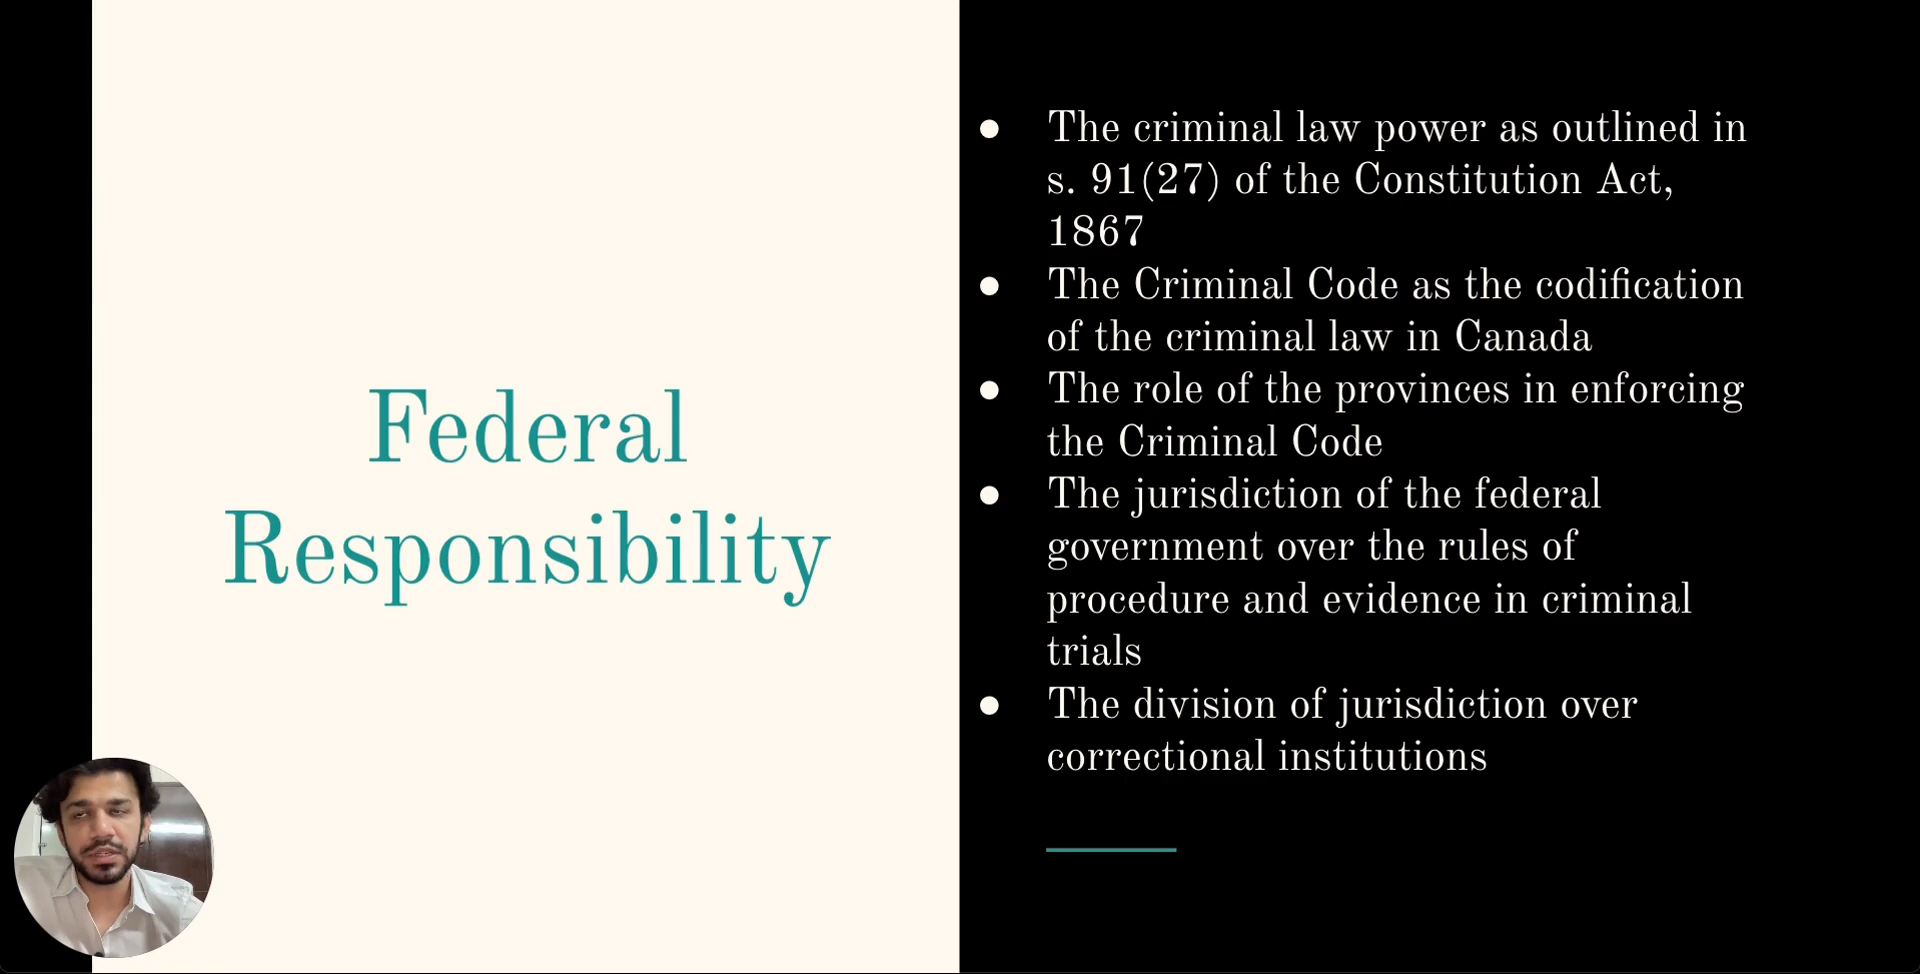 Federal
Responsibility
● The criminal law power as outlined in
s. 91(27) of the Constitution Act,
1867
● The Criminal Code as the codification
of the criminal law in Canada
● The role of the provinces in enforcing
the Criminal Code
● The jurisdiction of the federal
government over the rules of
procedure and evidence in criminal
trials
● The division of jurisdiction over
correctional institutions